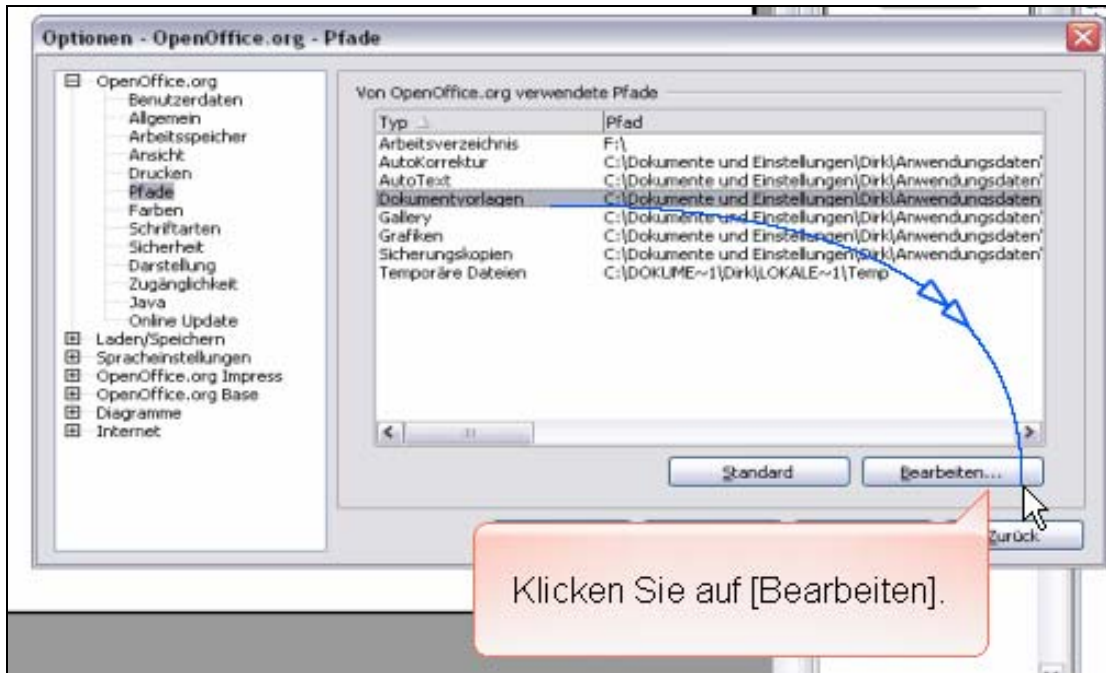 Optionen - OpenOffice.org - Pfade
OpenOffice.org
Benutzerdaten
Allgemein
Arbeitsspeicher
Ansicht
Drucken
Pfade
Farben
Schriftarten
Sicherheit
Darstellung
Zugänglichkeit
Java
Online Update
Laden/Speichern
Spracheinstellungen
OpenOffice.org Impress
OpenOffice.org Base
Diagramme
Internet
Von OpenOffice.org verwendete Pfade
Typ Pfad
Arbeitsverzeichnis F:\
AutoKorrektur C:\Dokumente und Einstellungen\Dirk\Anwendungsdaten
AutoText C:\Dokumente und Einstellungen\Dirk\Anwendungsdaten
Dokumentvorlagen C:\Dokumente und Einstellungen\Dirk\Anwendungsdaten
Gallery C:\Dokumente und Einstellungen\Dirk\Anwendungsdaten
Grafiken C:\Dokumente und Einstellungen\Dirk\Anwendungsdaten
Sicherungskopien C:\Dokumente und Einstellungen\Dirk\Anwendungsdaten
Temporäre Dateien C:\DOKUME~1\Dirk\LOKALE~1\Temp
Standard Bearbeiten...
Zurück
Klicken Sie auf [Bearbeiten].